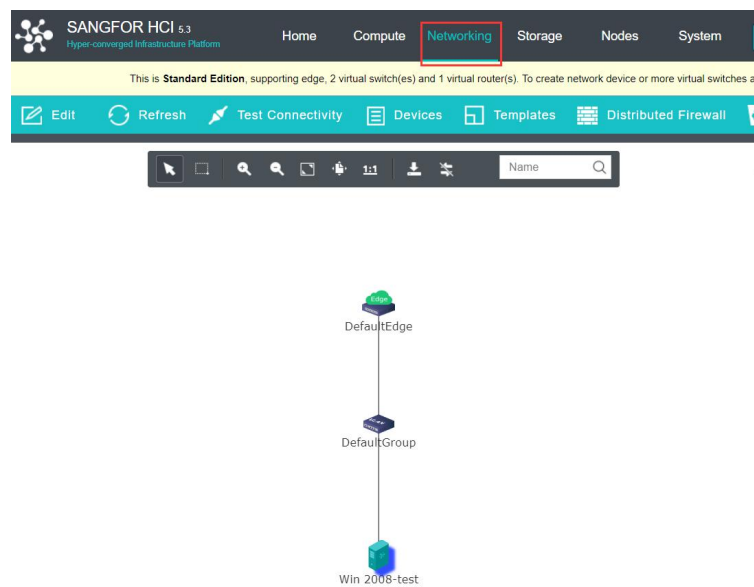 SANGFOR HCI 5.3
Hyper-converged Infrastructure Platform
Home Compute Networking Storage Nodes System
This is Standard Edition, supporting edge, 2 virtual switch(es) and 1 virtual router(s). To create network device or more virtual switches a
Edit Refresh Test Connectivity Devices Templates Distributed Firewall
1:1 Name
Edge
DefaultEdge
DefaultGroup
Win 2008-test